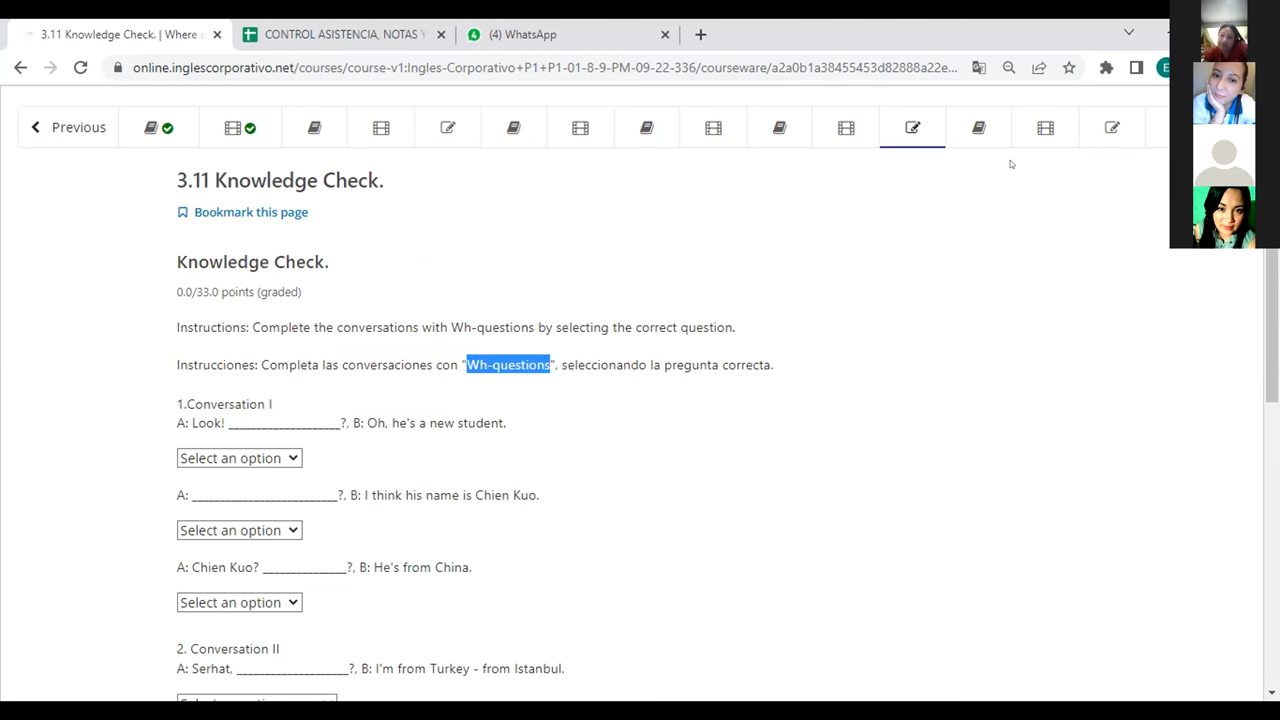 3.11 Knowledge Check. | Where a
CONTROL ASISTENCIA, NOTAS Y
(4) WhatsApp
online.inglescorporativo.net/courses/course-v1:Ingles-Corporativo+P1+P1-01-8-9-PM-09-22-336/courseware/a2a0b1a38455453d82888a22e...
Previous
3.11 Knowledge Check.
Bookmark this page
Knowledge Check.
0.0/33.0 points (graded)
Instructions: Complete the conversations with Wh-questions by selecting the correct question.
Instrucciones: Completa las conversaciones con "Wh-questions", seleccionando la pregunta correcta.
1.Conversation I
A: Look! ___________________?, B: Oh, he's a new student.
Select an option
A: _________________________?, B: I think his name is Chien Kuo.
Select an option
A: Chien Kuo? ______________?, B: He's from China.
Select an option
2. Conversation II
A: Serhat, ___________________?, B: I'm from Turkey - from Istanbul.